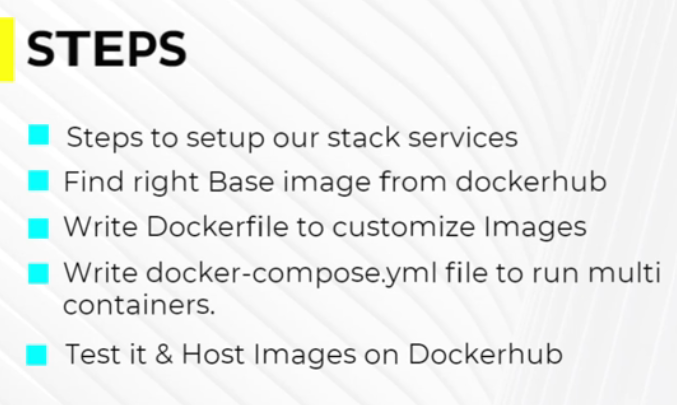 STEPS
Steps to setup our stack services
Find right Base image from dockerhub
Write Dockerfile to customize Images
Write docker-compose.yml file to run multi
containers.
Test it & Host Images on Dockerhub